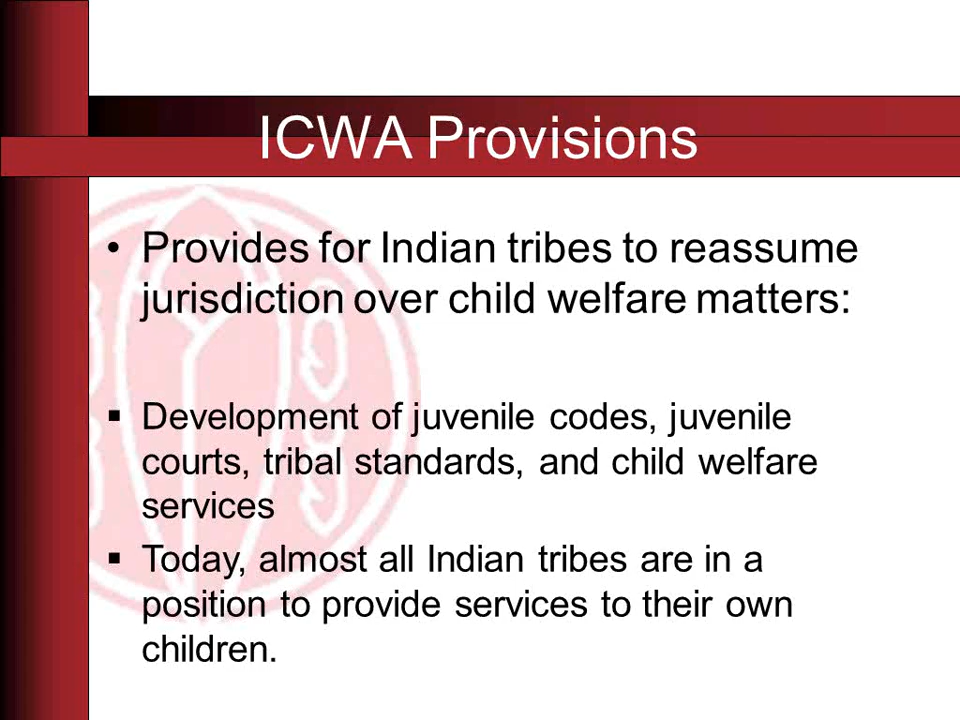 ICWA Provisions
• Provides for Indian tribes to reassume
jurisdiction over child welfare matters:
▪ Development of juvenile codes, juvenile
courts, tribal standards, and child welfare
services
▪ Today, almost all Indian tribes are in a
position to provide services to their own
children.